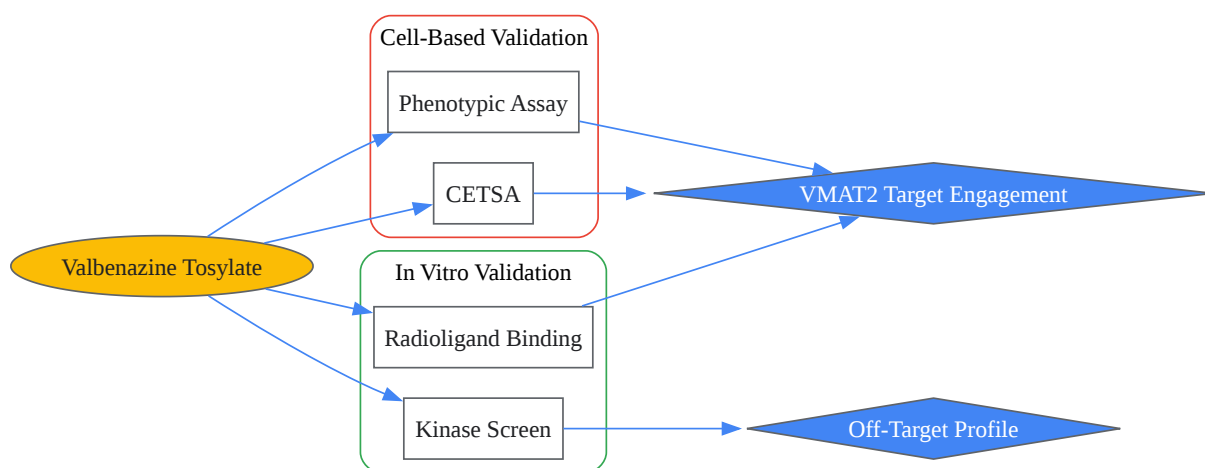 Cell-Based Validation
Phenotypic Assay
CETSA
VMAT2 Target Engagement
Valbenazine Tosylate
In Vitro Validation
Radioligand Binding
Kinase Screen
Off-Target Profile